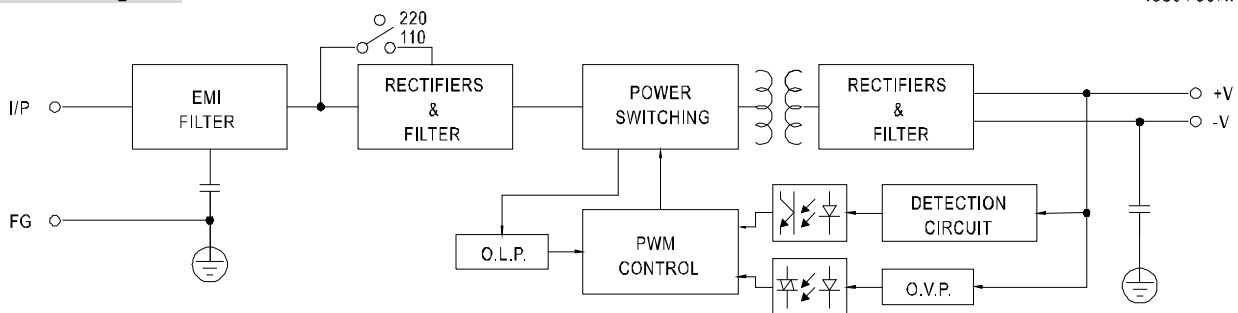 220
110
I/P
EMI
FILTER
RECTIFIERS
&
FILTER
POWER
SWITCHING
RECTIFIERS
&
FILTER
+V
-V
FG
O.L.P.
PWM
CONTROL
DETECTION
CIRCUIT
O.V.P.